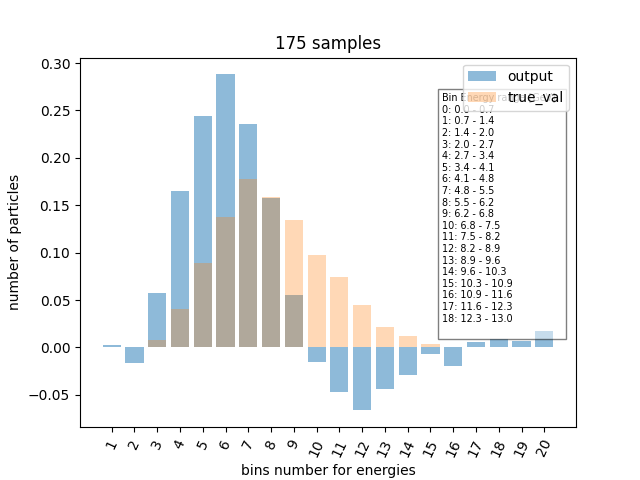 175 samples
0.30
0.25
0.20
0.15
0.10
0.05
0.00
−0.05
number of particles
output
true_val
Bin Energy
0: 0.0 - 0.7
1: 0.7 - 1.4
2: 1.4 - 2.0
3: 2.0 - 2.7
4: 2.7 - 3.4
5: 3.4 - 4.1
6: 4.1 - 4.8
7: 4.8 - 5.5
8: 5.5 - 6.2
9: 6.2 - 6.8
10: 6.8 - 7.5
11: 7.5 - 8.2
12: 8.2 - 8.9
13: 8.9 - 9.6
14: 9.6 - 10.3
15: 10.3 - 10.9
16: 10.9 - 11.6
17: 11.6 - 12.3
18: 12.3 - 13.0
1 2 3 4 5 6 7 8 9 10 11 12 13 14 15 16 17 18 19 20
bins number for energies